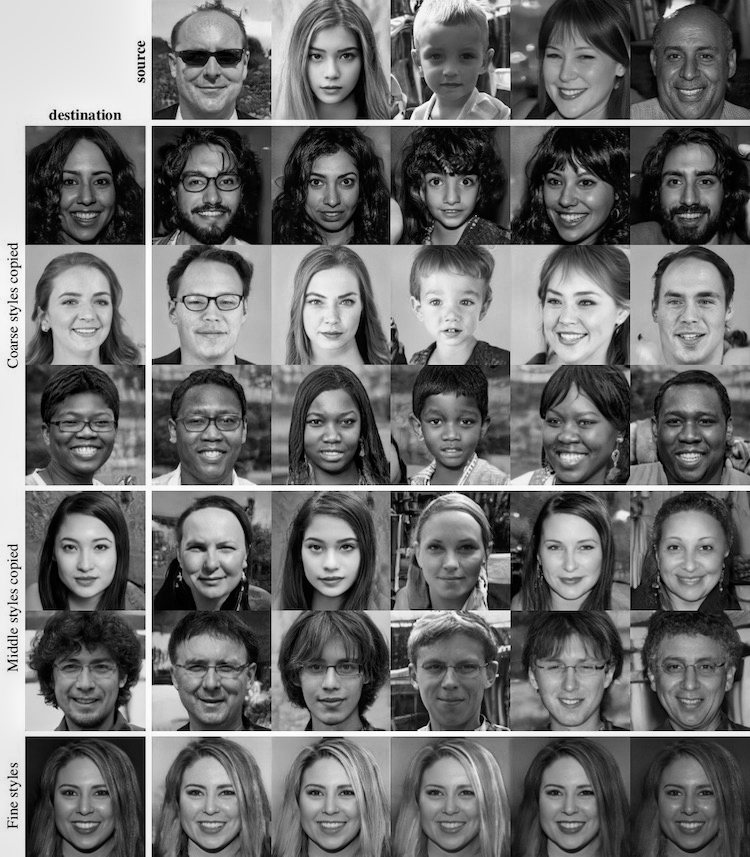 source
destination
Coarse styles copied
Middle styles copied
Fine styles